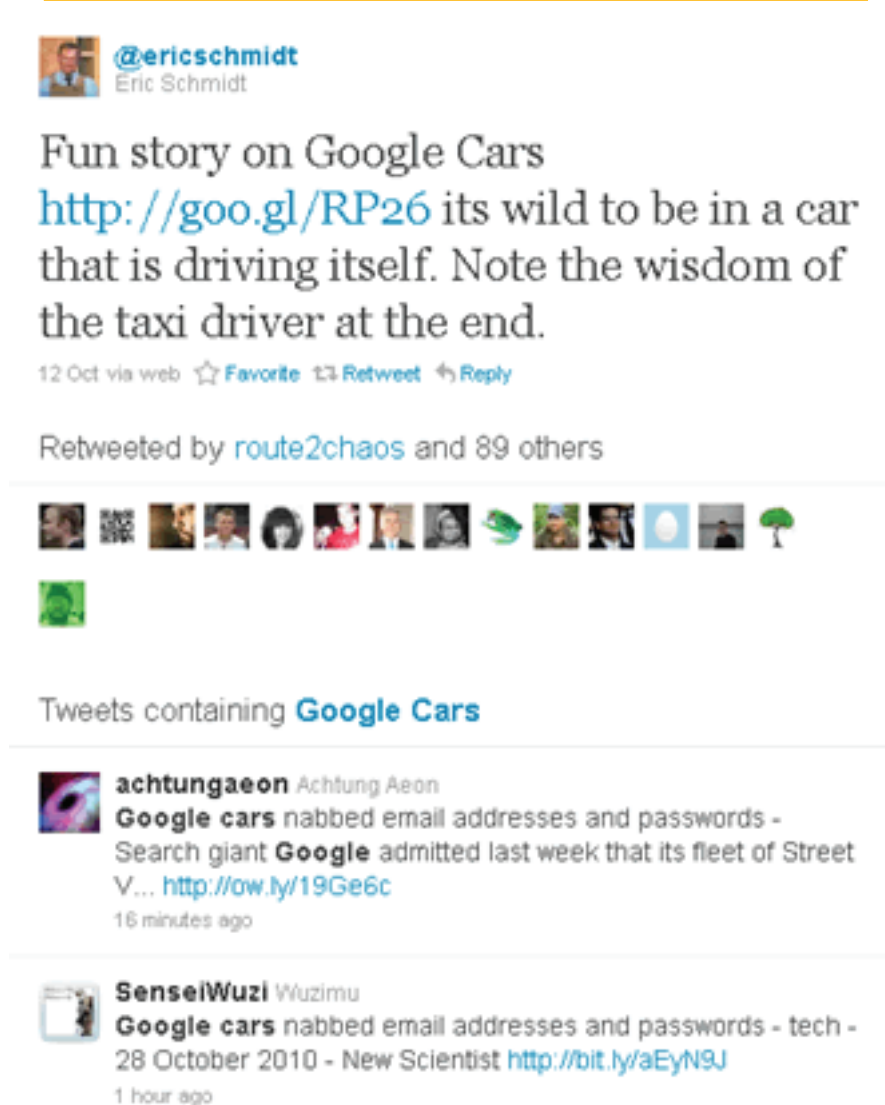 @ericschmidt
Eric Schmidt
Fun story on Google Cars
http://goo.gl/RP26 its wild to be in a car
that is driving itself. Note the wisdom of
the taxi driver at the end.
12 Oct via web Favorite Retweet Reply
Retweeted by route2chaos and 89 others
Tweets containing Google Cars
achtungaeon Achtung Aeon
Google cars nabbed email addresses and passwords -
Search giant Google admitted last week that its fleet of Street
V... http://ow.ly/19Ge6c
16 minutes ago
SenseiWuzi Wuzimu
Google cars nabbed email addresses and passwords - tech -
28 October 2010 - New Scientist http://bit.ly/aEyN9J
1 hour ago